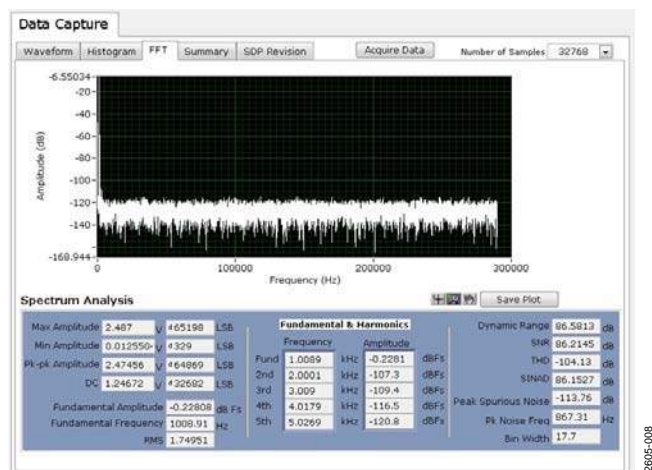 Data Capture
Waveform Histogram FFT Summary SDP Revision Acquire Data Number of Samples 32768
-6.55034
-20
-40
-60
-80
-100
-120
-140
-168.944
Amplitude (dB)
0 100000 200000 300000
Frequency (Hz)
Spectrum Analysis Save Plot
Max Amplitude 2.487 V #65198 LSB
Min Amplitude 0.012550 V #329 LSB
Pk-pk Amplitude 2.47456 V #64869 LSB
DC 1.24672 V #32682 LSB
Fundamental Amplitude -0.22808 dB Fs
Fundamental Frequency 1008.91 Hz
RMS 1.74951
Fundamental & Harmonics
Frequency Amplitude
Fund 1.0089 kHz -0.2281 dBFs
2nd 2.0001 kHz -107.3 dBFs
3rd 3.009 kHz -109.4 dBFs
4th 4.0179 kHz -116.5 dBFs
5th 5.0269 kHz -120.8 dBFs
Dynamic Range 86.5813 dB
SNR 86.2145 dB
THD -104.13 dB
SINAD 86.1527 dB
Peak Spurious Noise -113.76 dB
Pk Noise Freq 867.31 Hz
Bin Width 17.7